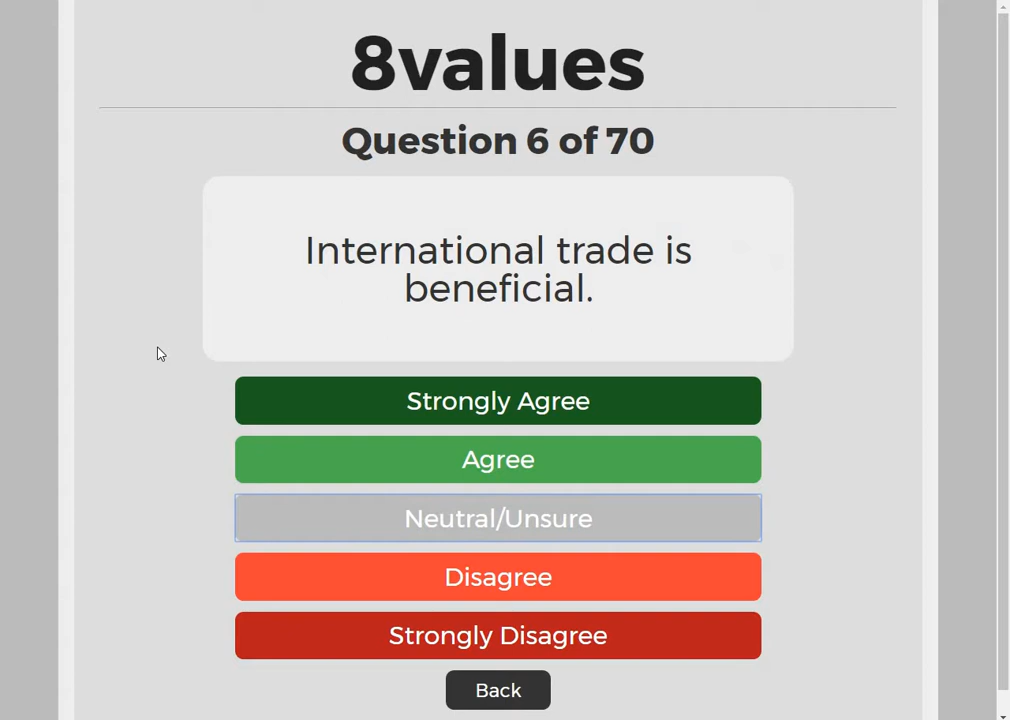 8values
Question 6 of 70
International trade is
beneficial.
Strongly Agree
Agree
Neutral/Unsure
Disagree
Strongly Disagree
Back